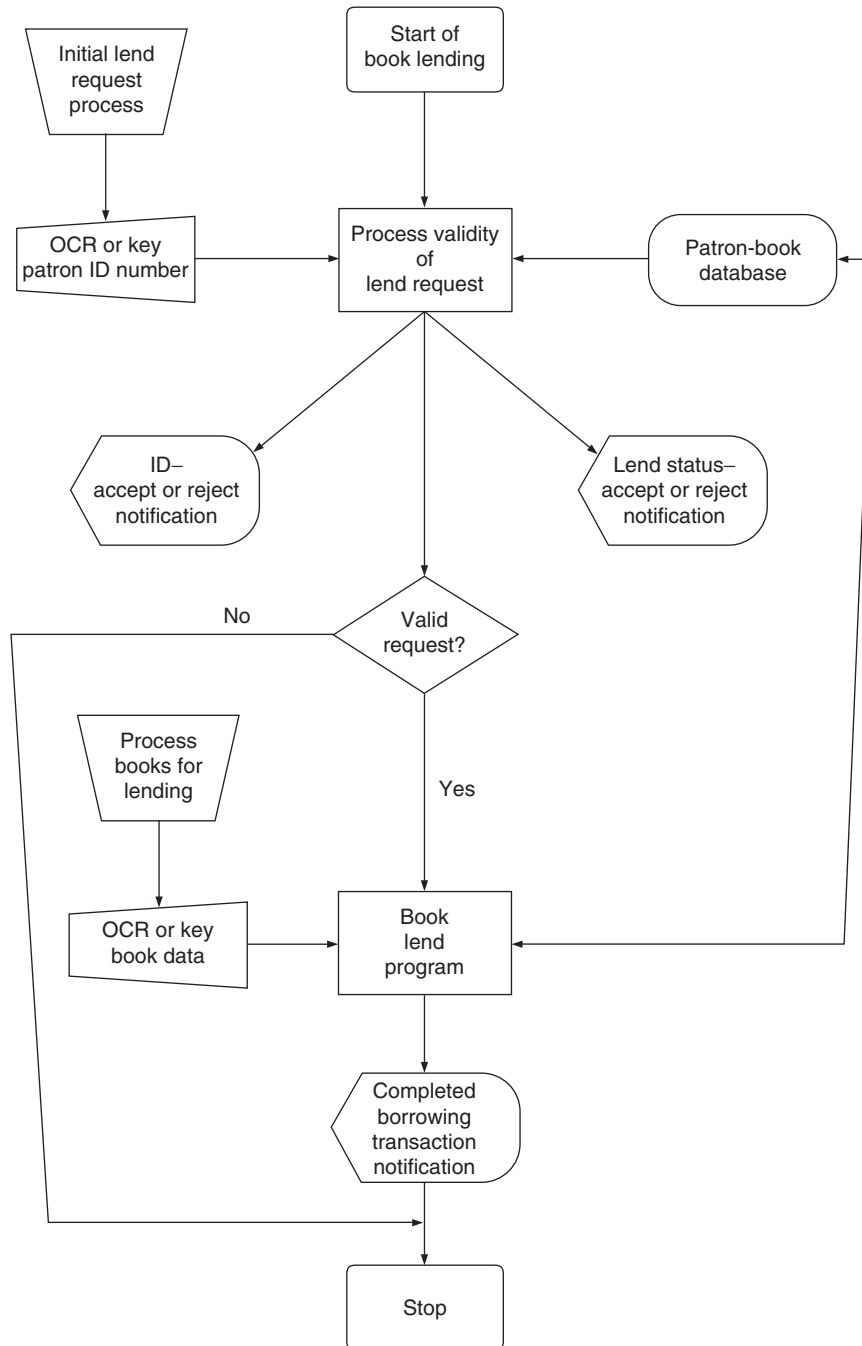 Initial lend
request
process
Start of
book lending
OCR or key
patron ID number
Process validity
of
lend request
Patron-book
database
ID–
accept or reject
notification
Lend status–
accept or reject
notification
No
Valid
request?
Process
books for
lending
Yes
OCR or key
book data
Book
lend
program
Completed
borrowing
transaction
notification
Stop